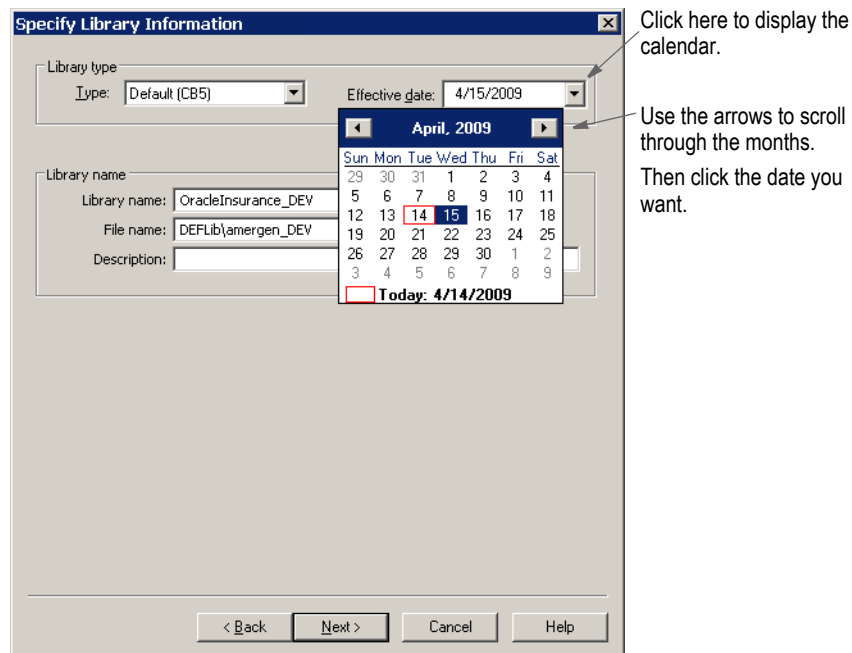 Specify Library Information
Click here to display the
calendar.
Library type
Type: Default (CB5) Effective date: 4/15/2009
Use the arrows to scroll
through the months.
Then click the date you
want.
April, 2009
Sun Mon Tue Wed Thu Fri Sat
29 30 31 1 2 3 4
5 6 7 8 9 10 11
12 13 14 15 16 17 18
19 20 21 22 23 24 25
26 27 28 29 30 1 2
3 4 5 6 7 8 9
Today: 4/14/2009
Library name
Library name: OracleInsurance_DEV
File name: DEFLib\amergen_DEV
Description:
< Back Next > Cancel Help